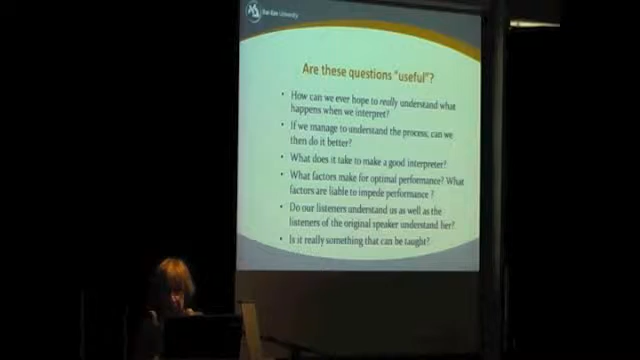 Bar-Ilan University
Are these questions "useful"?
• How can we ever hope to really understand what
happens when we interpret?
• If we manage to understand the process, can we
then do it better?
• What does it take to make a good interpreter?
• What factors make for optimal performance? What
factors are liable to impede performance ?
• Do our listeners understand us as well as the
listeners of the original speaker understand her?
• Is it really something that can be taught?